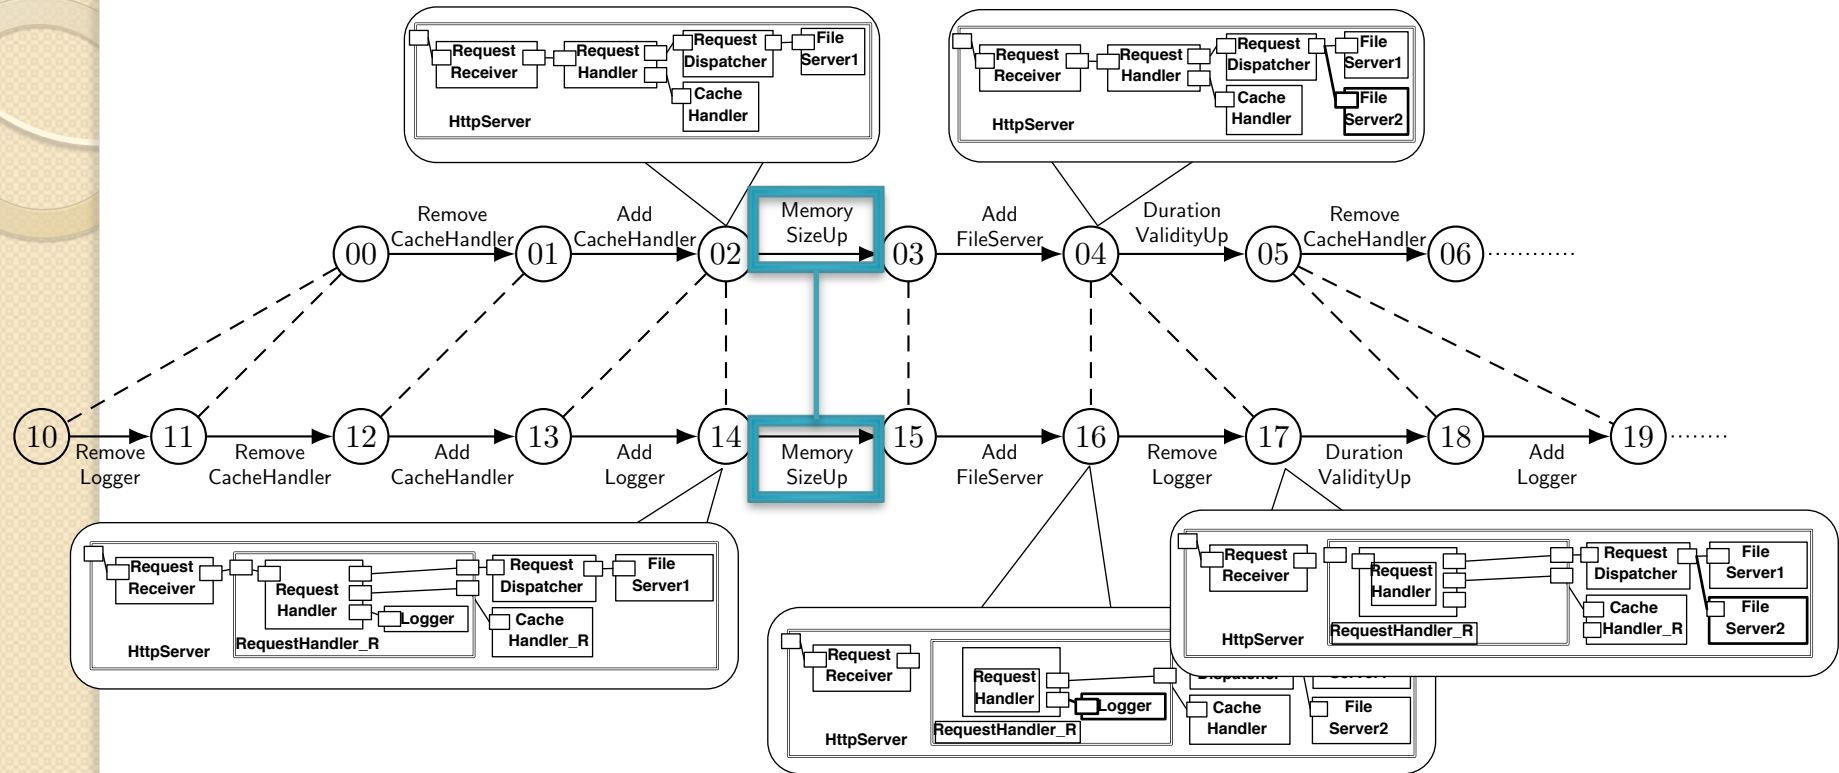 Request
Receiver
Request
Handler
Request
Dispatcher
File
Server1
Cache
Handler
HttpServer
Request
Receiver
Request
Handler
Request
Dispatcher
File
Server1
Cache
Handler
File
Server2
HttpServer
Remove
CacheHandler
Add
CacheHandler
Memory
SizeUp
Add
FileServer
Duration
ValidityUp
Remove
CacheHandler
00
01
02
03
04
05
06
10
11
12
13
14
15
16
17
18
19
Remove
Logger
Remove
CacheHandler
Add
CacheHandler
Add
Logger
Memory
SizeUp
Add
FileServer
Remove
Logger
Duration
ValidityUp
Add
Logger
Request
Receiver
Request
Handler
Logger
RequestHandler_R
Request
Dispatcher
File
Server1
Cache
Handler_R
HttpServer
Request
Receiver
Request
Handler
RequestHandler_R
Request
Dispatcher
File
Server1
Cache
Handler_R
File
Server2
HttpServer
Request
Receiver
Request
Handler
Logger
RequestHandler_R
Cache
Handler
File
Server2
HttpServer